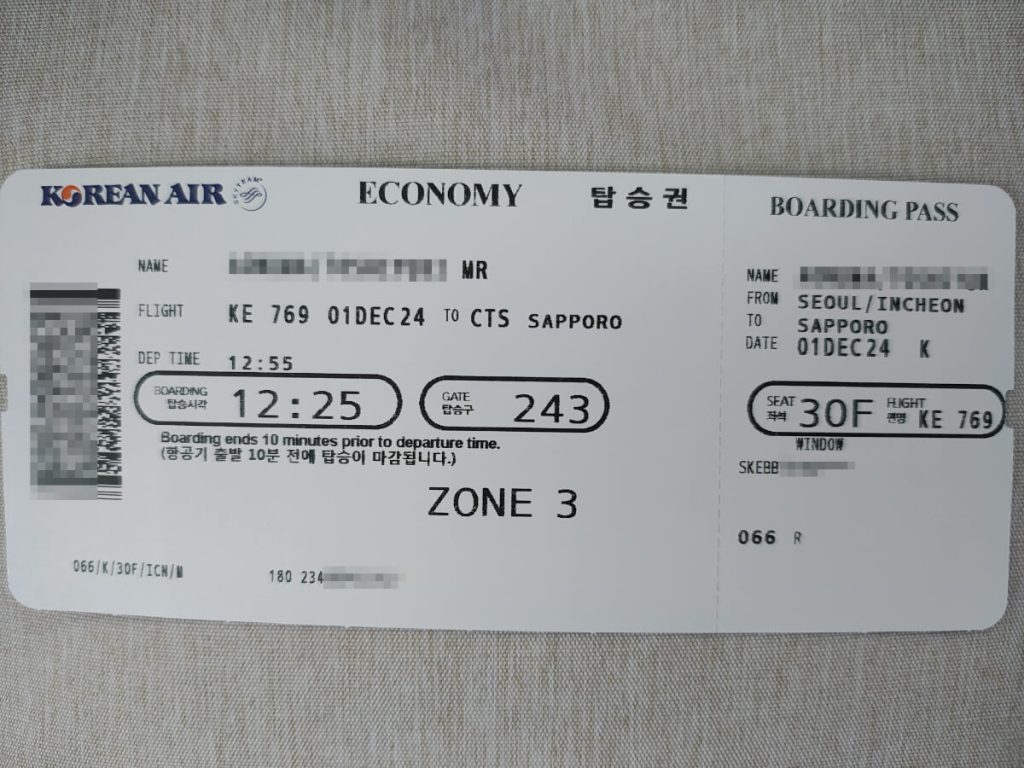 KOREAN AIR SKYTEAM ECONOMY 탑승권
NAME MR
FLIGHT KE 769 01DEC24 TO CTS SAPPORO
DEP TIME 12:55
BOARDING 탑승시각 12:25 GATE 탑승구 243
Boarding ends 10 minutes prior to departure time.
(항공기 출발 10분 전에 탑승이 마감됩니다.)
ZONE 3
066/K/30F/ICN/M 180 234
BOARDING PASS
NAME
FROM SEOUL/INCHEON
TO SAPPORO
DATE 01DEC24 K
SEAT 좌석 30F FLIGHT 편명 KE 769
WINDOW
SKEBB
066 R